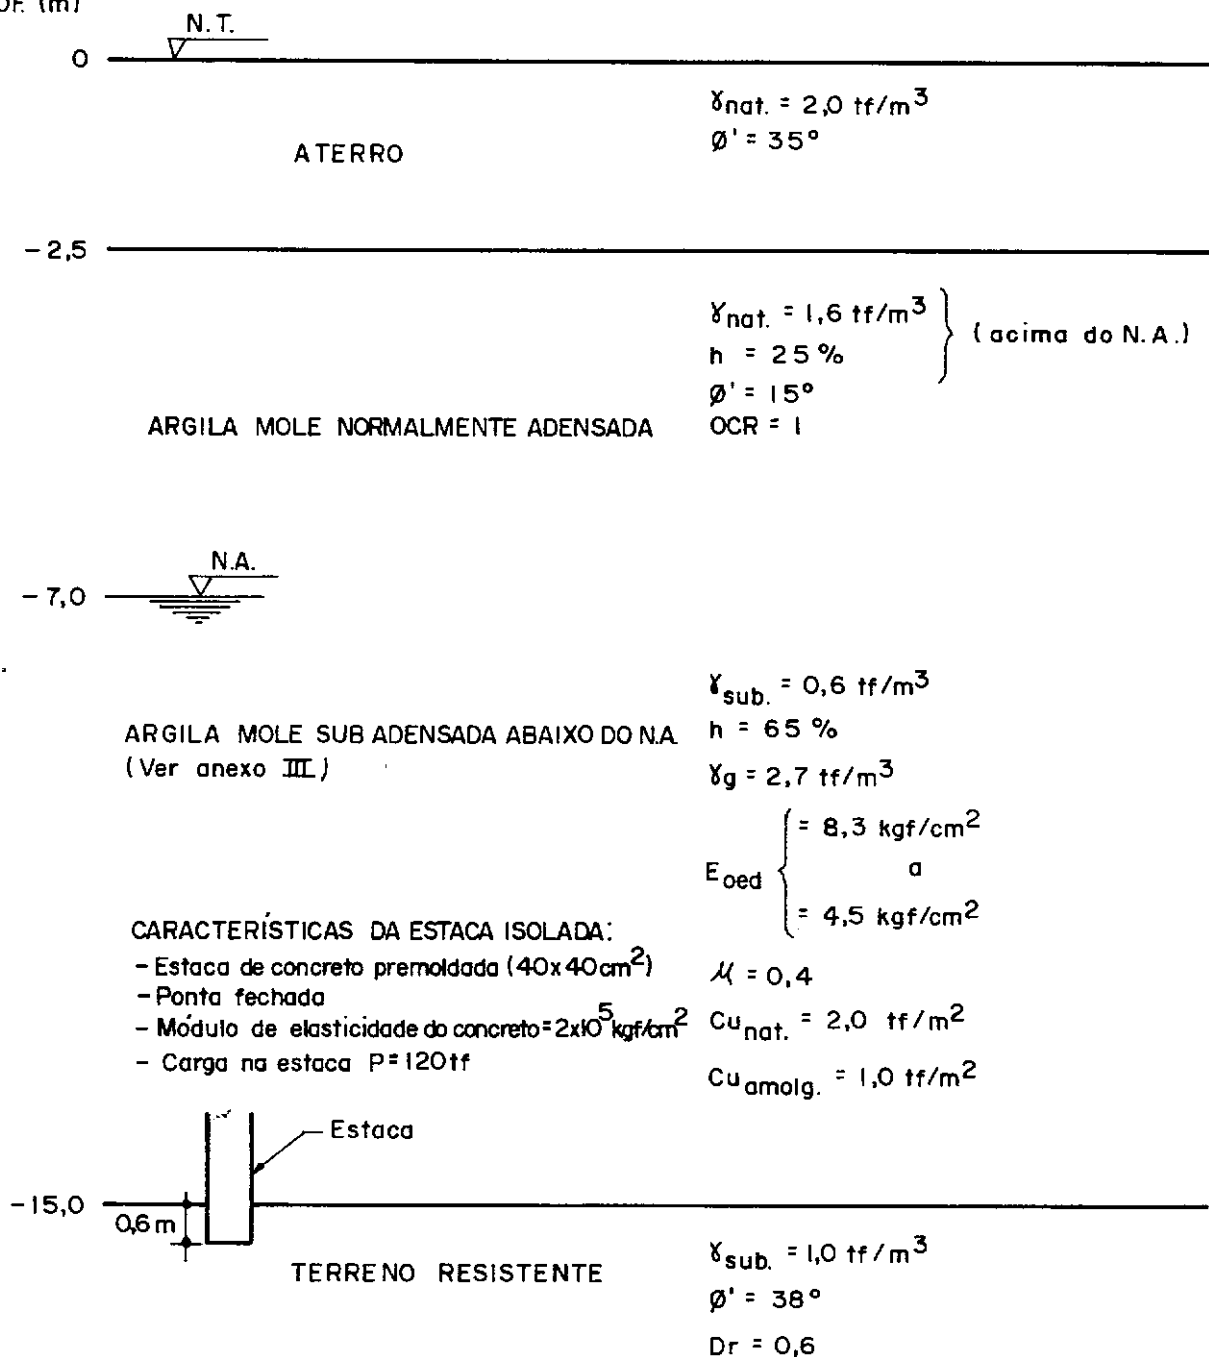 OF. (m)
N.T.
0
γnat. = 2,0 tf/m³
Ø' = 35°
ATERRO
-2,5
γnat. = 1,6 tf/m³
h = 25 %
(acima do N.A.)
Ø' = 15°
ARGILA MOLE NORMALMENTE ADENSADA
OCR = 1
N.A.
-7,0
γsub. = 0,6 tf/m³
ARGILA MOLE SUB ADENSADA ABAIXO DO N.A.
h = 65 %
(Ver anexo III)
γg = 2,7 tf/m³
= 8,3 kgf/cm²
Eoed
a
= 4,5 kgf/cm²
CARACTERÍSTICAS DA ESTACA ISOLADA:
- Estaca de concreto premoldada (40x40cm²)
μ = 0,4
- Ponta fechada
- Módulo de elasticidade do concreto = 2x10⁵ kgf/cm²
Cunat. = 2,0 tf/m²
- Carga na estaca P = 120tf
Cuamolg. = 1,0 tf/m²
Estaca
-15,0
0,6 m
γsub. = 1,0 tf/m³
TERRENO RESISTENTE
Ø' = 38°
Dr = 0,6